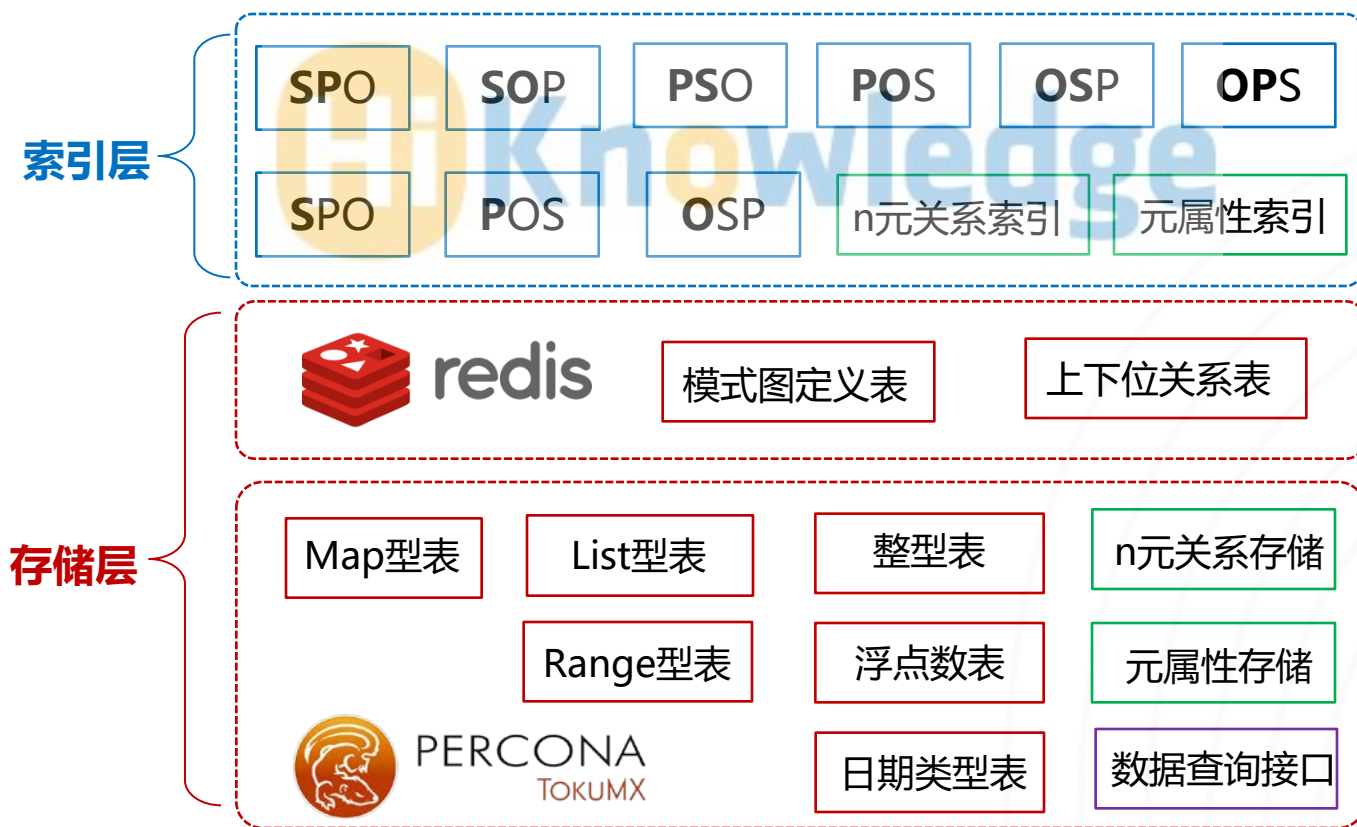 SPO
SOP
PSO
POS
OSP
OPS
Hi Knowledge
索引层
SPO
POS
OSP
n元关系索引
元属性索引
redis
模式图定义表
上下位关系表
存储层
Map型表
List型表
整型表
n元关系存储
Range型表
浮点数表
元属性存储
PERCONA
TOKUMX
日期类型表
数据查询接口